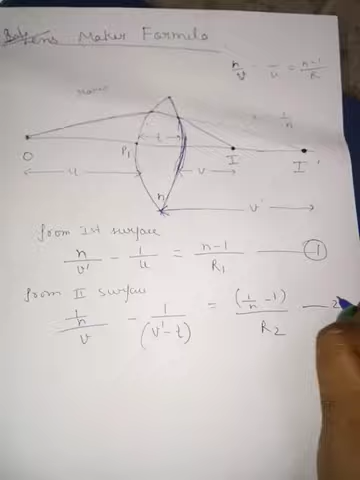 Lens Maker Formula
n/v - 1/u = n-1/R
1/n
t
O P1 I I'
u v
n
v'
from Ist surface
n/v' - 1/u = n-1/R1 —— 1
from II surface
1/n/v - 1/(v'-t) = (1/n -1)/R2 —— 2